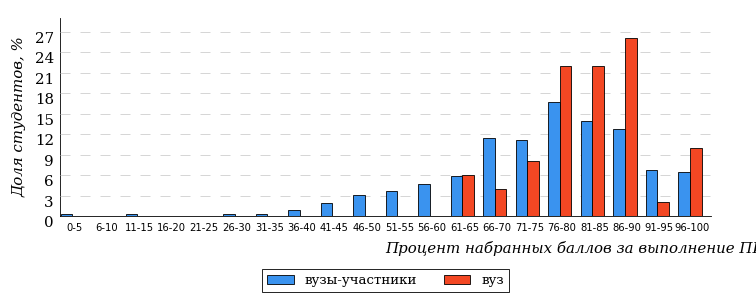 Доля студентов, %
27
24
21
18
15
12
9
6
3
0
0-5 6-10 11-15 16-20 21-25 26-30 31-35 36-40 41-45 46-50 51-55 56-60 61-65 66-70 71-75 76-80 81-85 86-90 91-95 96-100
Процент набранных баллов за выполнение
вузы-участники вуз